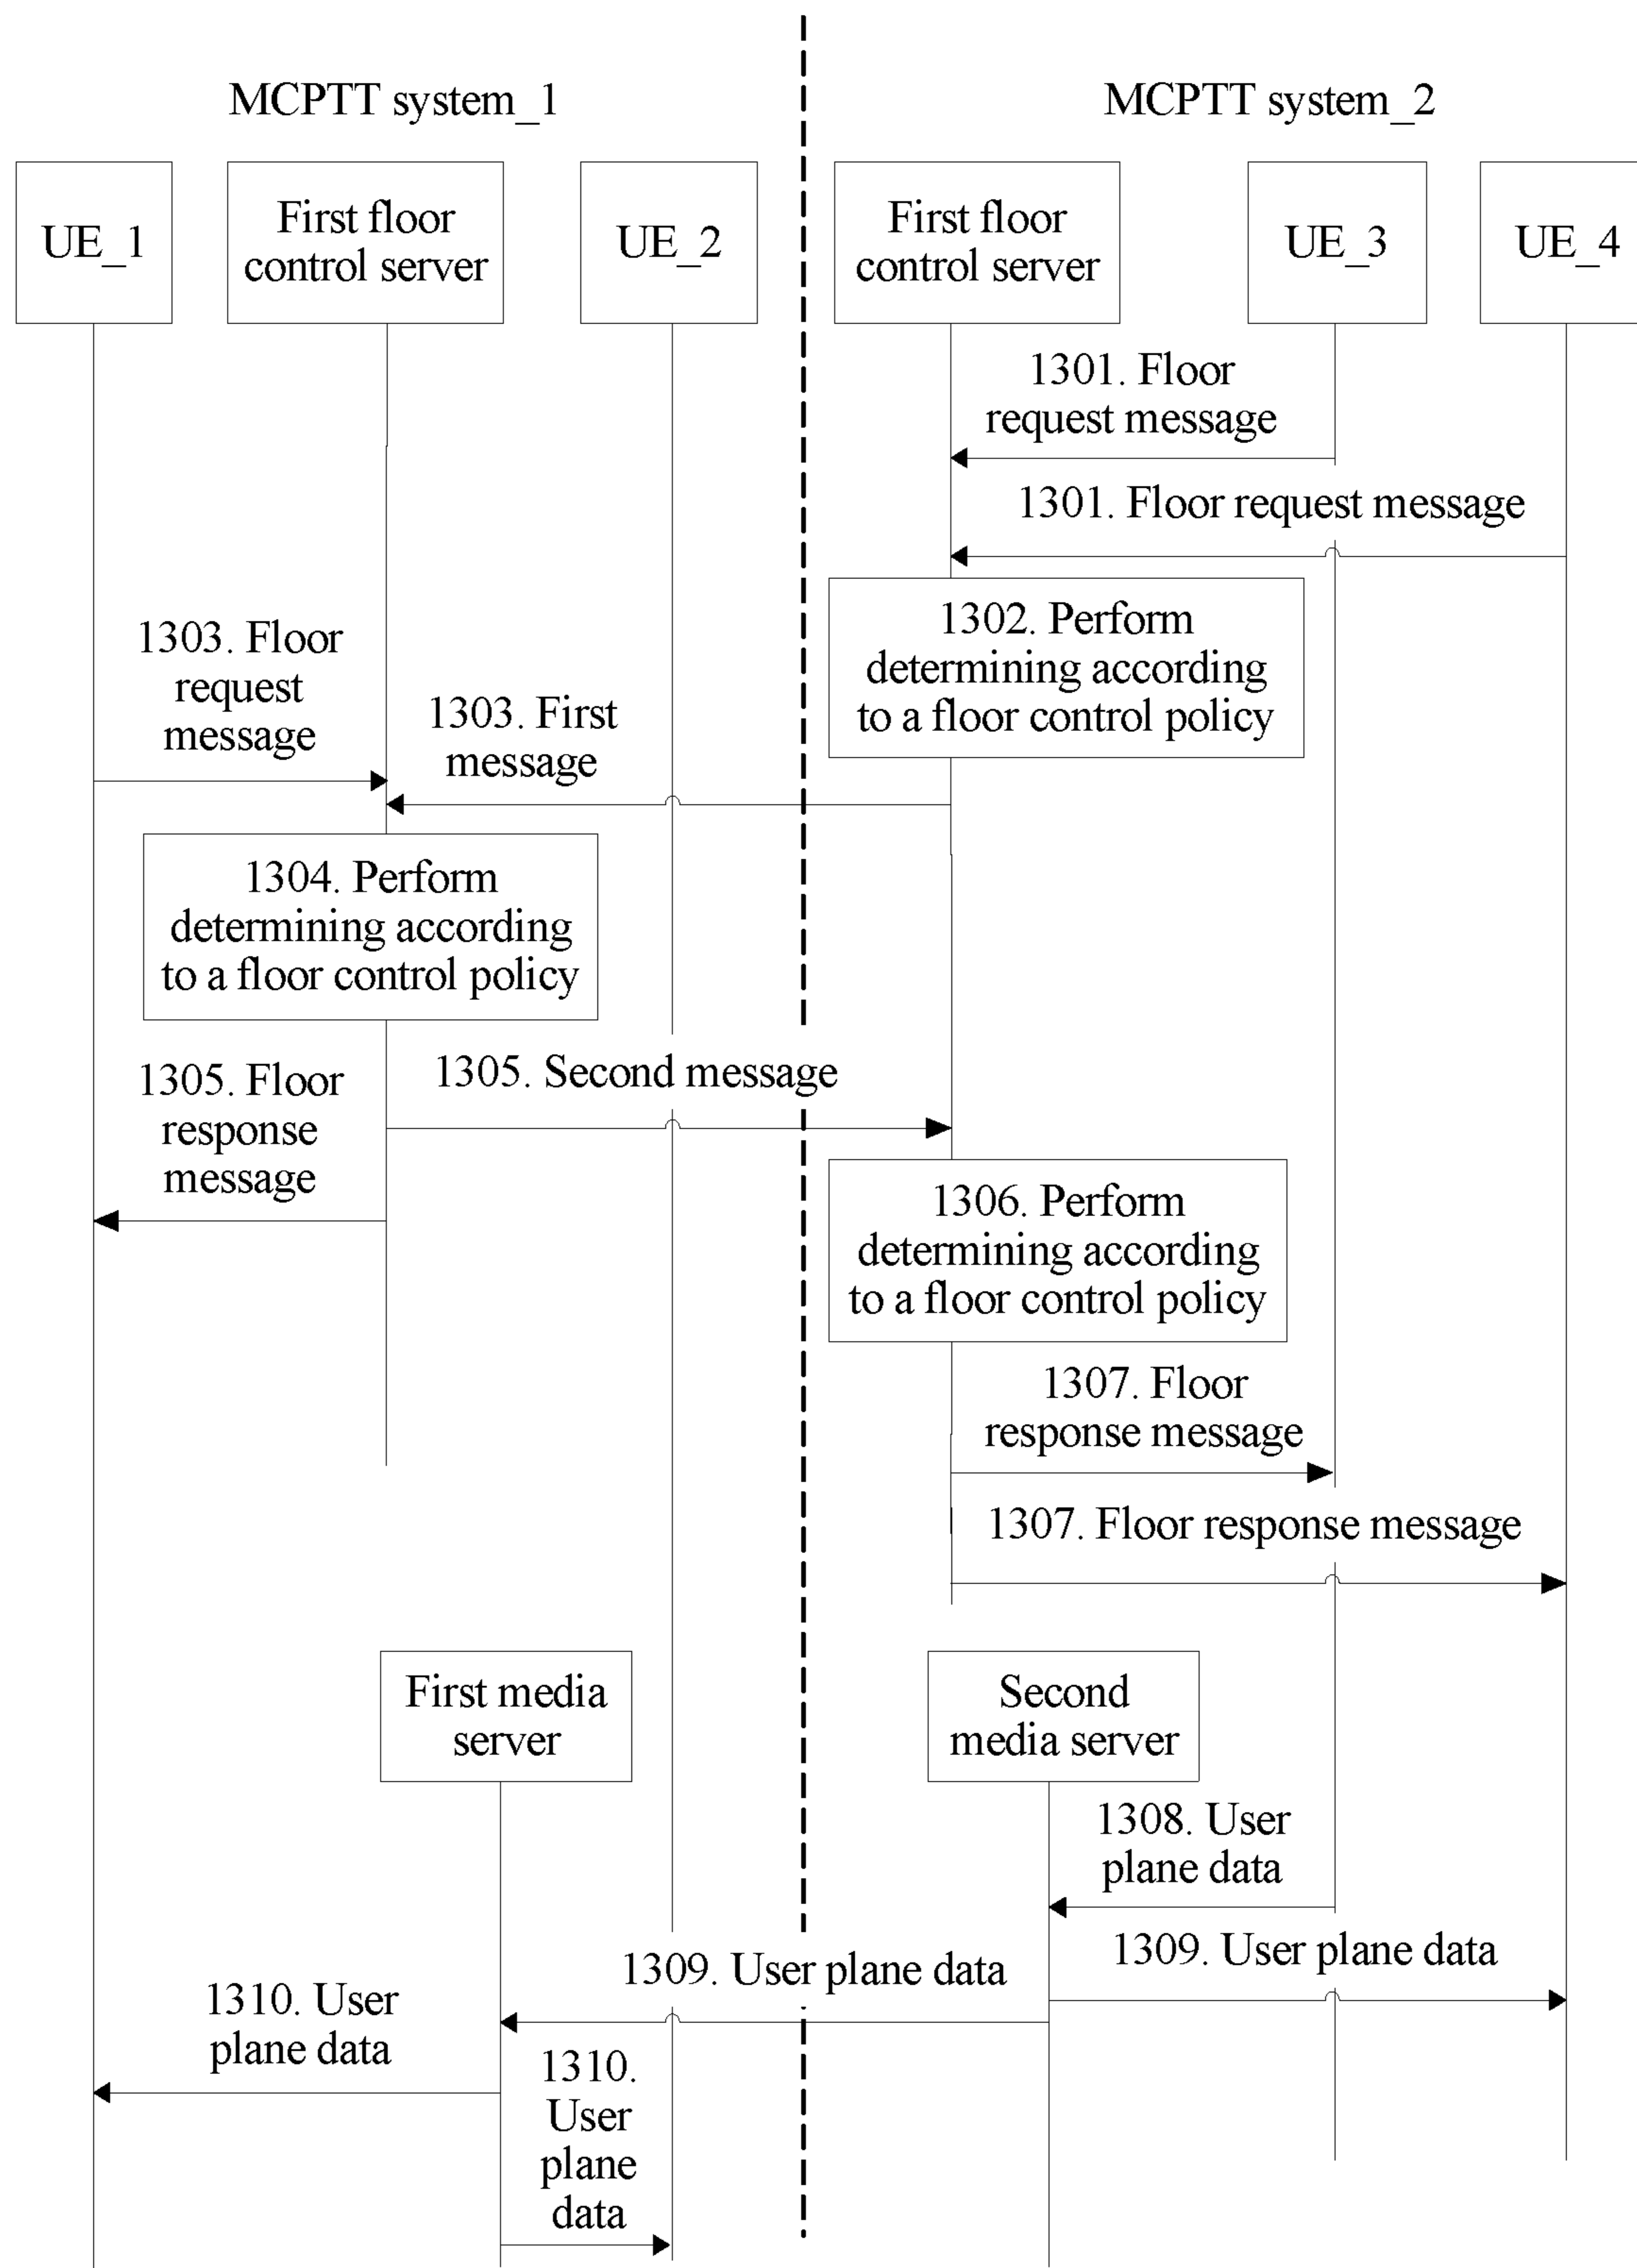 MCPTT system_1
MCPTT system_2
UE_1
First floor
control server
UE_2
First floor
control server
UE_3
UE_4
1301. Floor
request message
1301. Floor request message
1302. Perform
determining according
to a floor control policy
1303. Floor
request
message
1303. First
message
1304. Perform
determining according
to a floor control policy
1305. Floor
response
message
1305. Second message
1306. Perform
determining according
to a floor control policy
1307. Floor
response message
1307. Floor response message
First media
server
Second
media server
1308. User
plane data
1309. User plane data
1309. User plane data
1310. User
plane data
1310.
User
plane
data